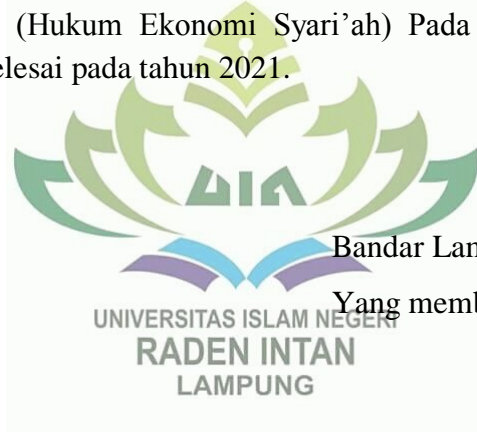 (Hukum Ekonomi Syari’ah) Pada
elesai pada tahun 2021.
UIN
Bandar Lan
Yang memb
UNIVERSITAS ISLAM NEGERI
RADEN INTAN
LAMPUNG